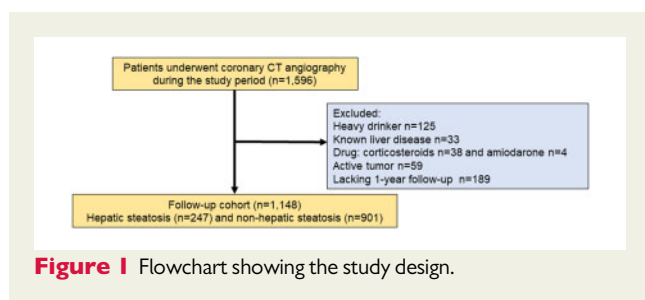 Patients underwent coronary CT angiography
during the study period (n=1,596)
Excluded:
Heavy drinker n=125
Known liver disease n=33
Drug: corticosteroids n=38 and amiodarone n=4
Active tumor n=59
Lacking 1-year follow-up n=189
Follow-up cohort (n=1,148)
Hepatic steatosis (n=247) and non-hepatic steatosis (n=901)
Figure 1 Flowchart showing the study design.